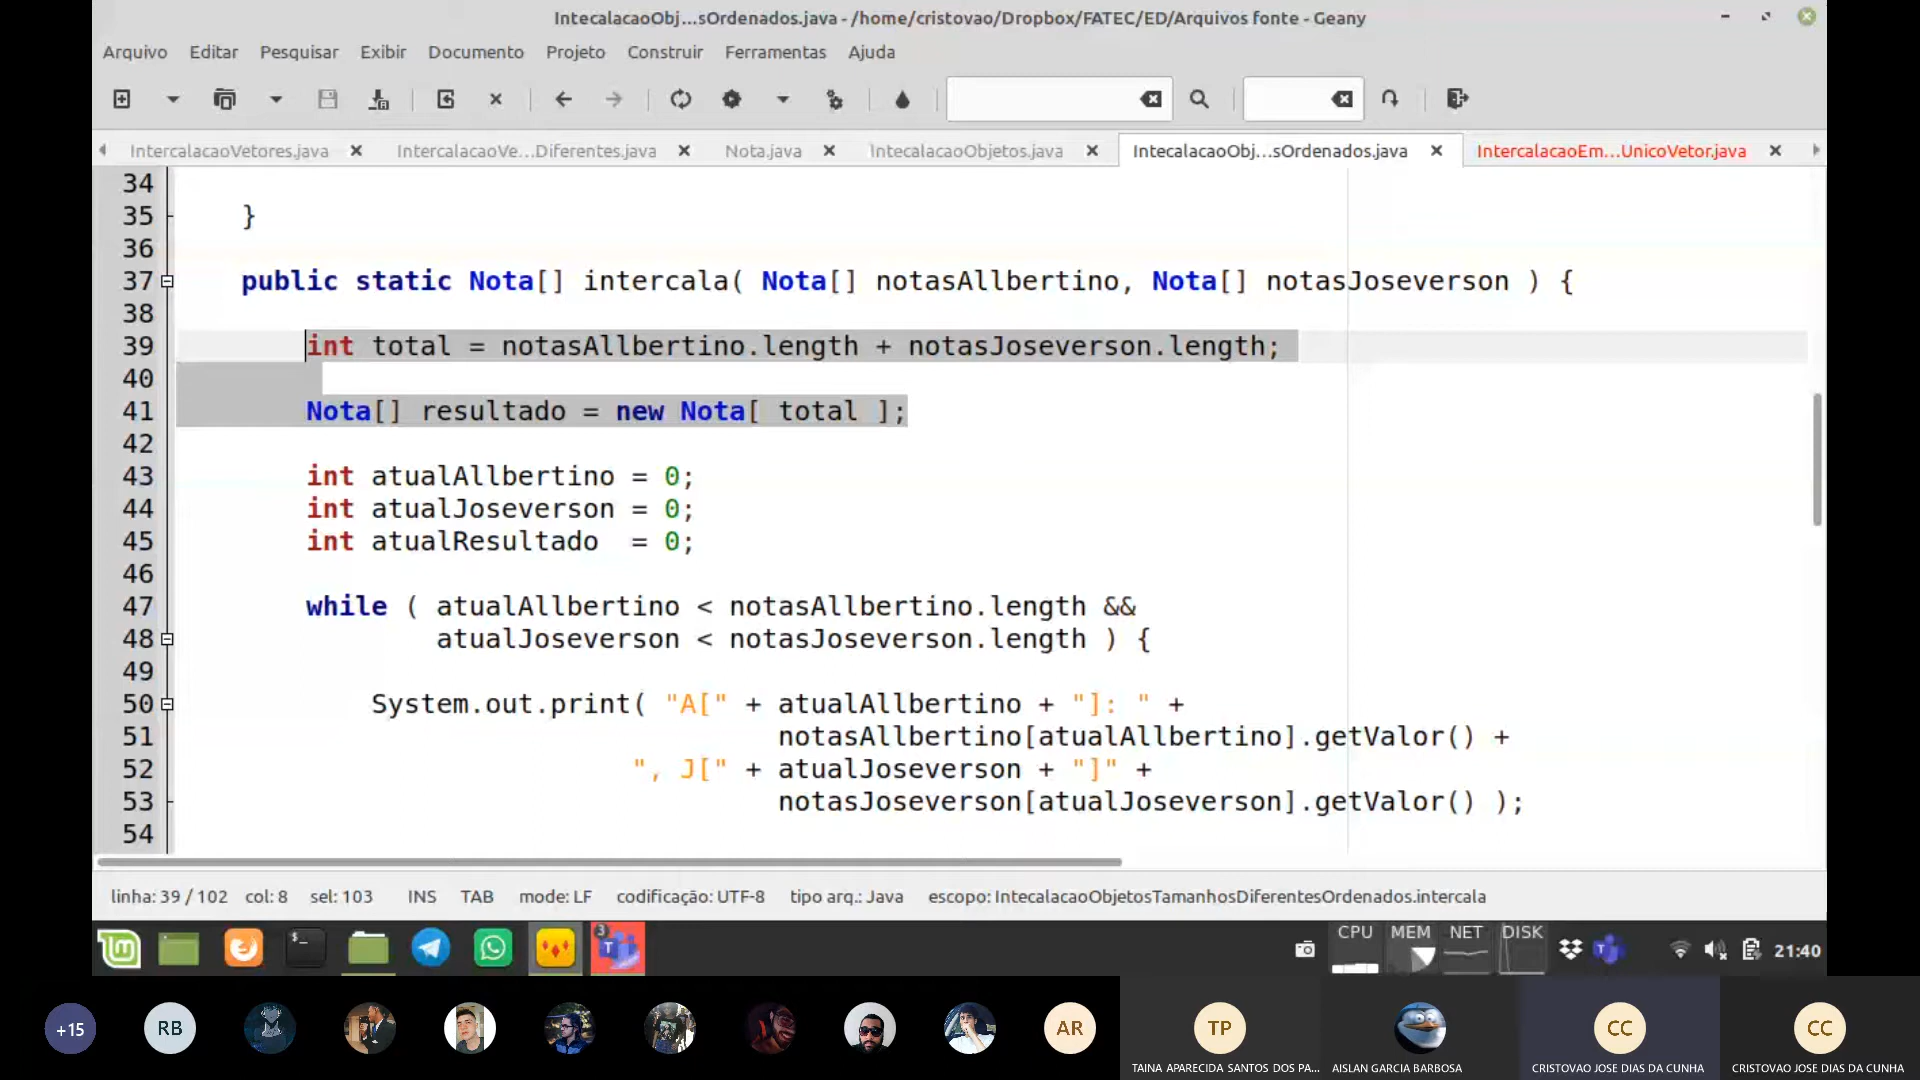 IntecalacaoObj...sOrdenados.java - /home/cristovao/Dropbox/FATEC/ED/Arquivos fonte - Geany
Arquivo Editar Pesquisar Exibir Documento Projeto Construir Ferramentas Ajuda
IntercalacaoVetores.java IntercalacaoVe...Diferentes.java Nota.java IntecalacaoObjetos.java IntecalacaoObj...sOrdenados.java IntercalacaoEm...UnicoVetor.java
34
35 }
36
37 public static Nota[] intercala( Nota[] notasAllbertino, Nota[] notasJoseverson ) {
38
39 int total = notasAllbertino.length + notasJoseverson.length;
40
41 Nota[] resultado = new Nota[ total ];
42
43 int atualAllbertino = 0;
44 int atualJoseverson = 0;
45 int atualResultado  = 0;
46
47 while ( atualAllbertino < notasAllbertino.length &&
48 atualJoseverson < notasJoseverson.length ) {
49
50 System.out.print( "A[" + atualAllbertino + "]: " +
51 notasAllbertino[atualAllbertino].getValor() +
52 ", J[" + atualJoseverson + "]" +
53 notasJoseverson[atualJoseverson].getValor() );
54
linha: 39 / 102 col: 8 sel: 103 INS TAB mode: LF codificação: UTF-8 tipo arq.: Java escopo: IntecalacaoObjetosTamanhosDiferentesOrdenados.intercala
3 CPU MEM NET DISK 21:40
+15 RB AR TP CC CC
TAINA APARECIDA SANTOS DOS PA... AISLAN GARCIA BARBOSA CRISTOVAO JOSE DIAS DA CUNHA CRISTOVAO JOSE DIAS DA CUNHA